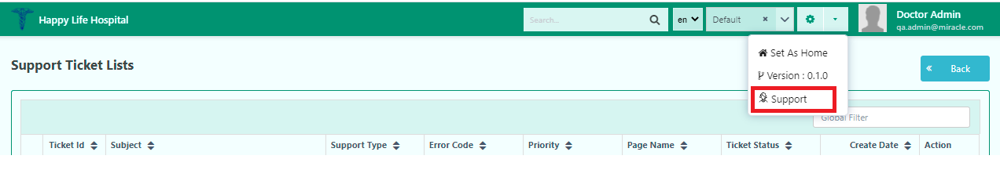 Happy Life Hospital
Search...
en
Default ×
Doctor Admin
qa.admin@miracle.com
Set As Home
Version : 0.1.0
Support
Support Ticket Lists
« Back
Global Filter
Ticket Id Subject Support Type Error Code Priority Page Name Ticket Status Create Date Action